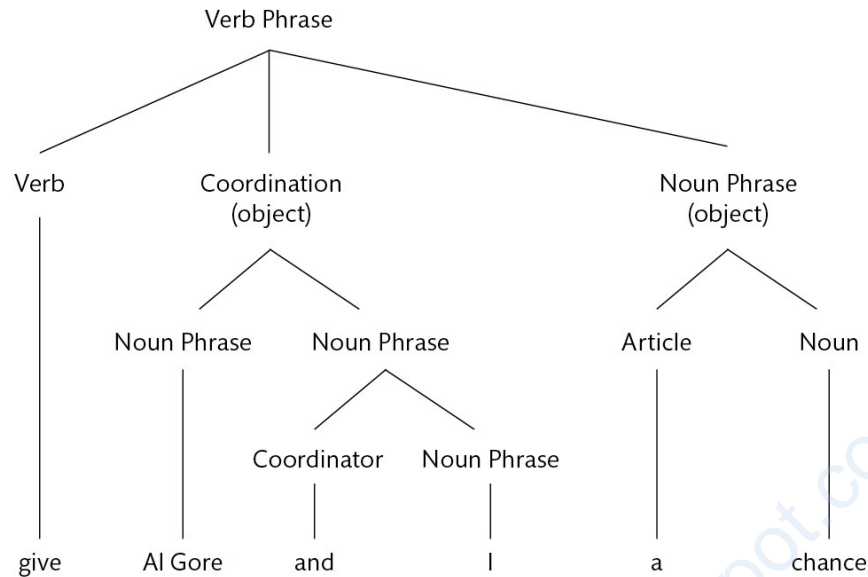 Verb Phrase
Verb
Coordination
(object)
Noun Phrase
(object)
Noun Phrase
Noun Phrase
Article
Noun
Coordinator
Noun Phrase
give
Al Gore
and
I
a
chance